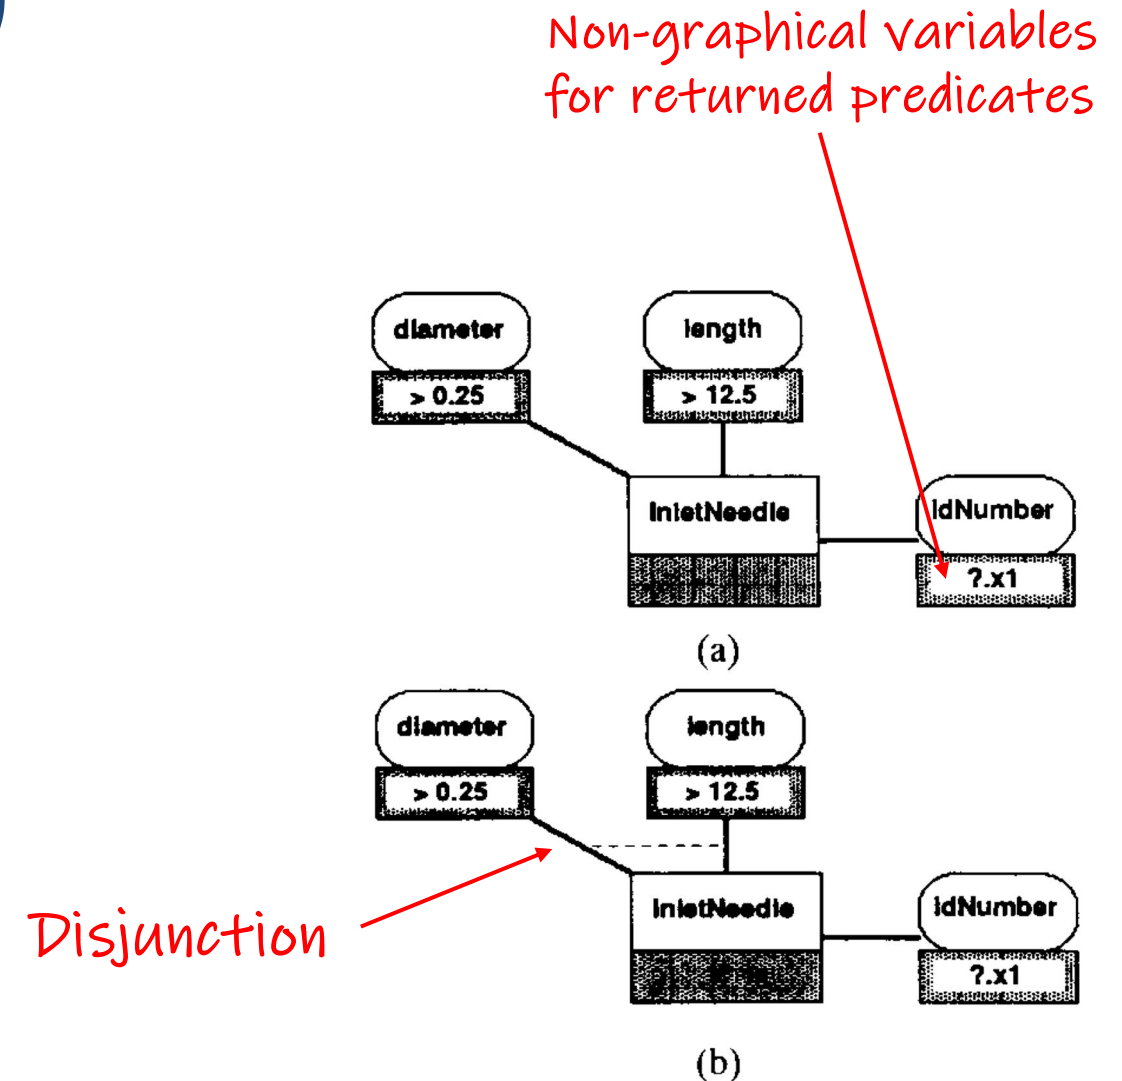 Non-graphical variables
for returned predicates
diameter
length
> 0.25
> 12.5
InletNeedle
idNumber
?.x1
(a)
diameter
length
> 0.25
> 12.5
Disjunction
InletNeedle
idNumber
?.x1
(b)